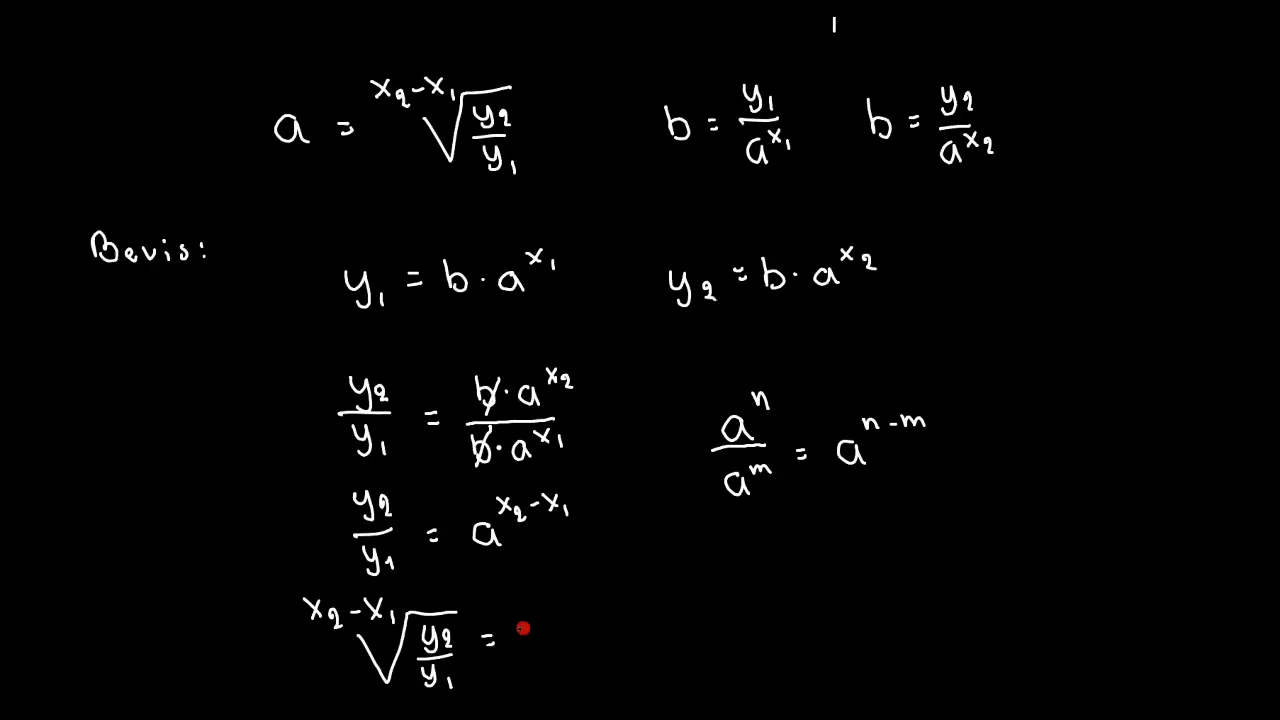 a = ^{x₂-x₁}√(y₂/y₁)   b = y₁/a^{x₁}   b = y₂/a^{x₂}
Bevis:
y₁ = b · a^{x₁}   y₂ = b · a^{x₂}
y₂/y₁ = b · a^{x₂}/b · a^{x₁}   a^n/a^m = a^{n-m}
y₂/y₁ = a^{x₂-x₁}
^{x₂-x₁}√(y₂/y₁) =